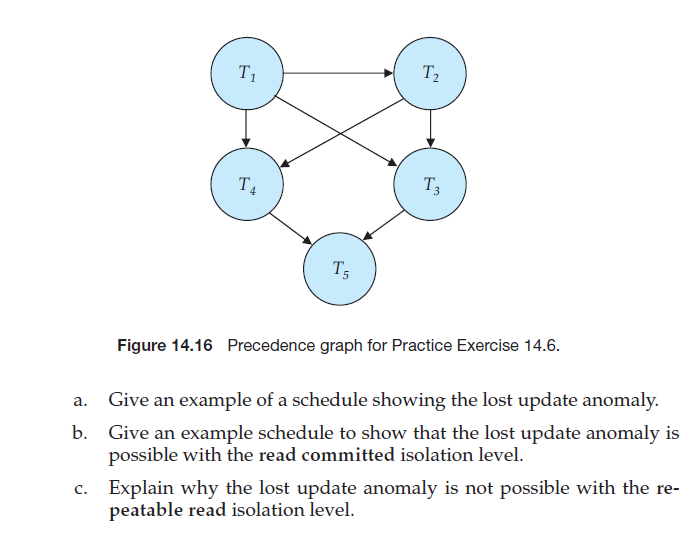 T1
T2
T4
T3
T5
Figure 14.16 Precedence graph for Practice Exercise 14.6.
a. Give an example of a schedule showing the lost update anomaly.
b. Give an example schedule to show that the lost update anomaly is
possible with the read committed isolation level.
c. Explain why the lost update anomaly is not possible with the re-
peatable read isolation level.